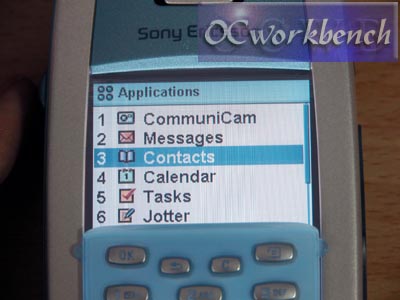 OCworkbench
Sony Ericsson
Applications
1 CommuniCam
2 Messages
3 Contacts
4 Calendar
5 Tasks
6 Jotter
OK
C